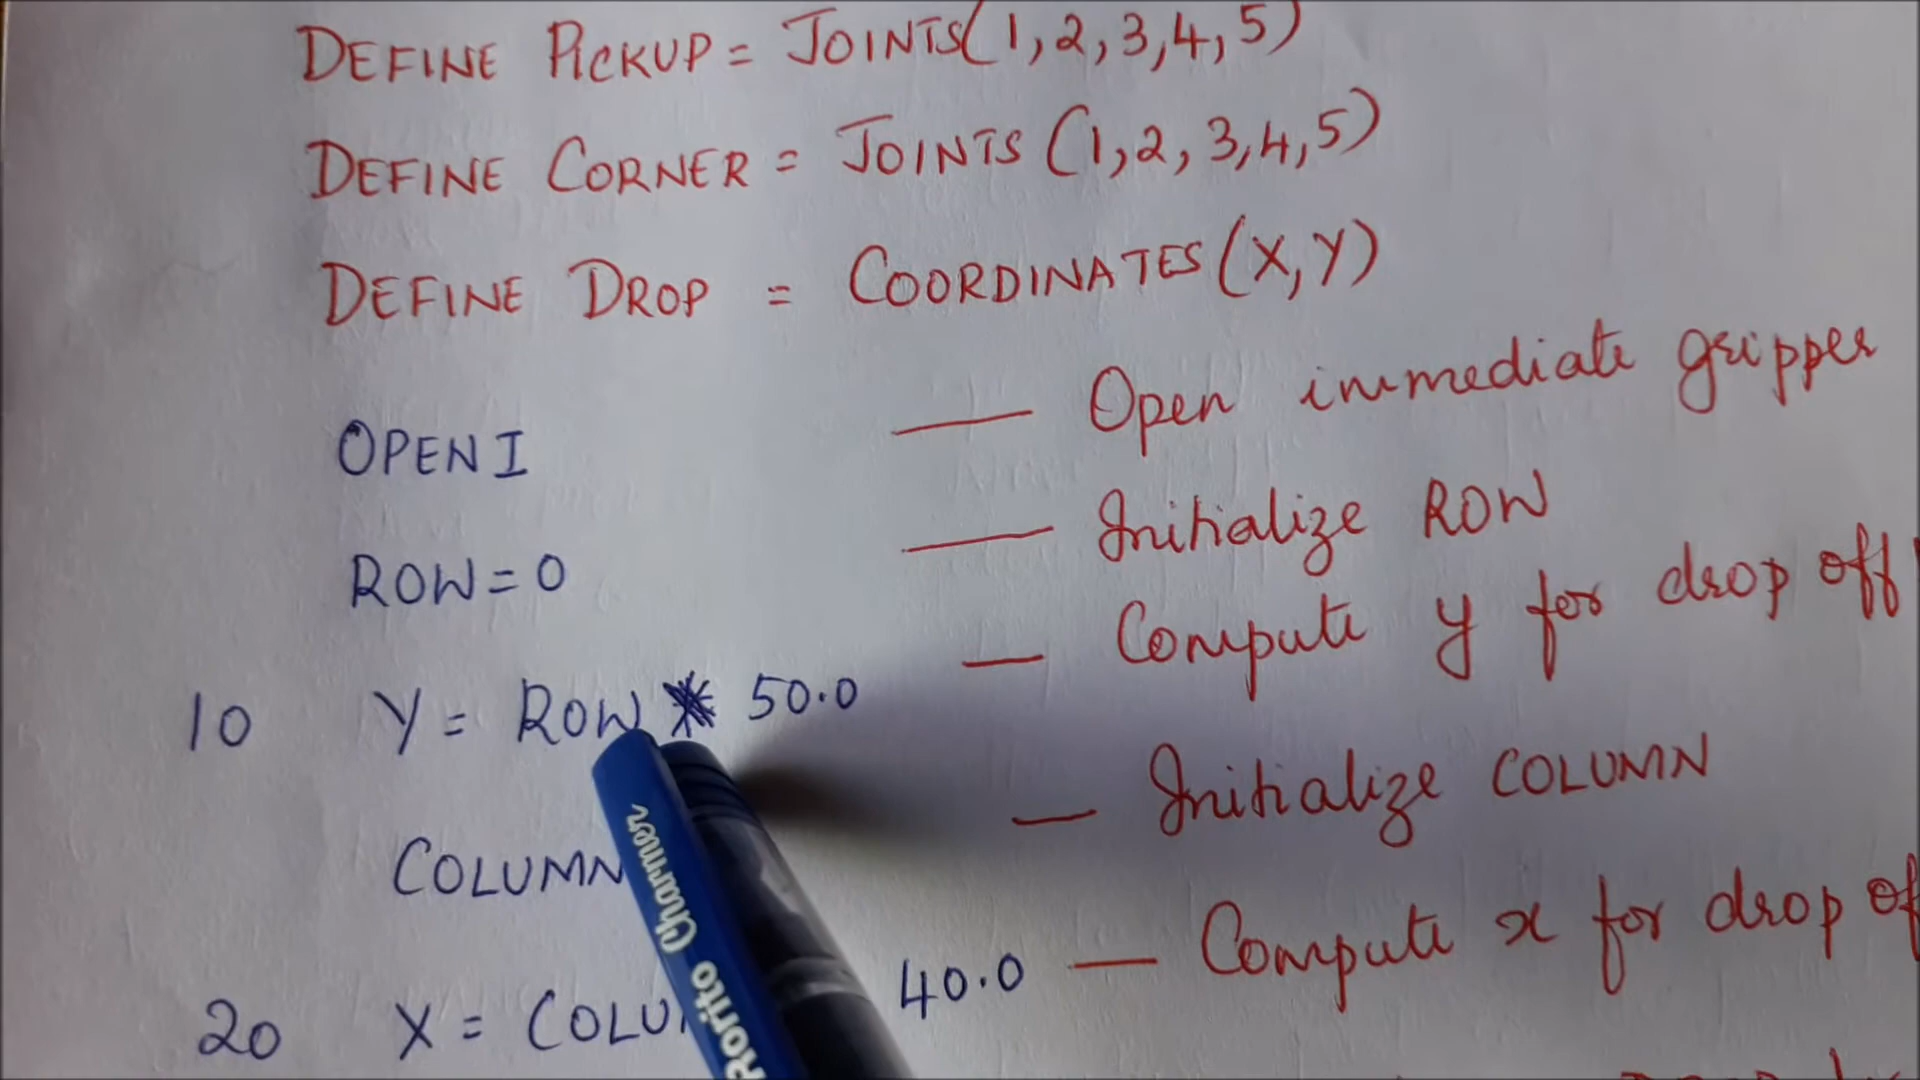 DEFINE PICKUP = JOINTS(1,2,3,4,5)
DEFINE CORNER = JOINTS (1,2,3,4,5)
DEFINE DROP = COORDINATES(X,Y)
OPENI — Open immediate gripper
ROW=0 — Initialize ROW
10 Y = ROW * 50.0 — Compute y for drop off
COLUMN — Initialize COLUMN
20 X = 40.0 — Compute x for drop
Rorito Charmer